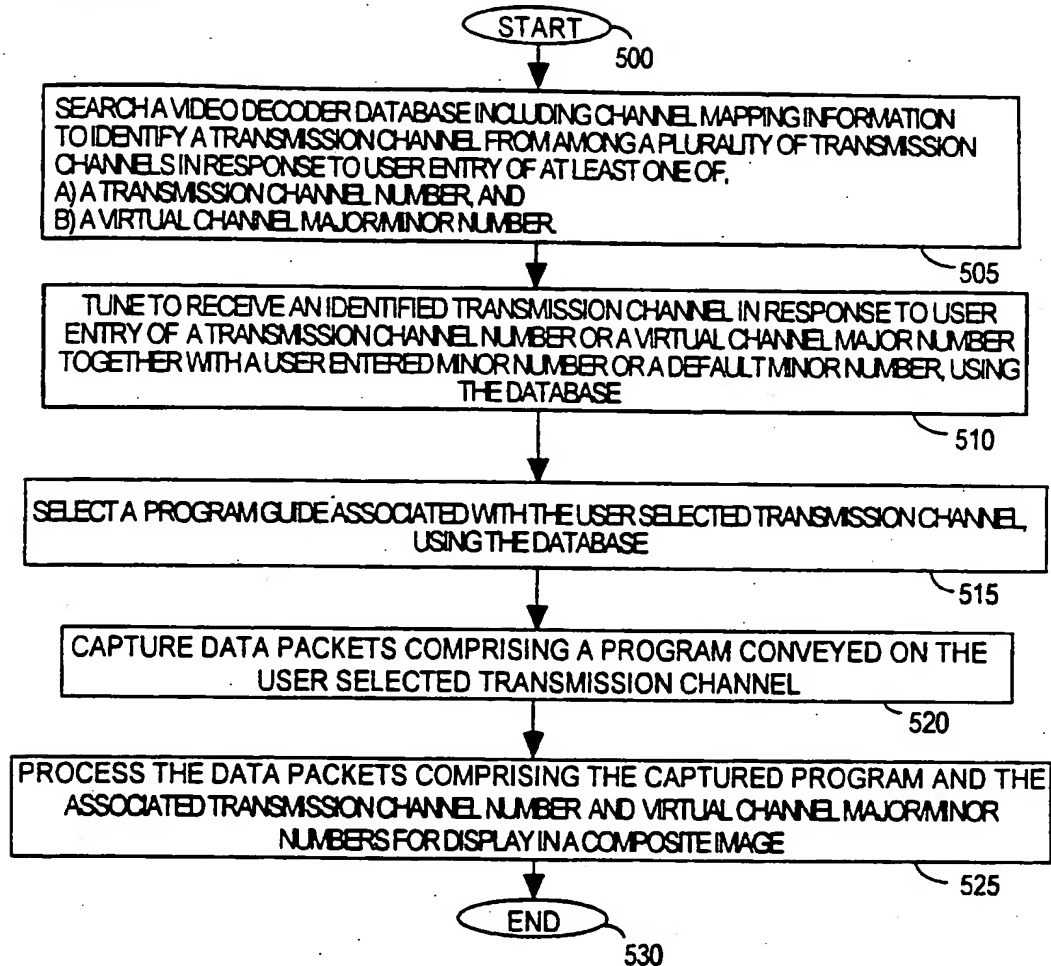 START
500
SEARCH A VIDEO DECODER DATABASE INCLUDING CHANNEL MAPPING INFORMATION
TO IDENTIFY A TRANSMISSION CHANNEL FROM AMONG A PLURALITY OF TRANSMISSION
CHANNELS IN RESPONSE TO USER ENTRY OF AT LEAST ONE OF,
A) A TRANSMISSION CHANNEL NUMBER, AND
B) A VIRTUAL CHANNEL MAJOR/MINOR NUMBER.
505
TUNE TO RECEIVE AN IDENTIFIED TRANSMISSION CHANNEL IN RESPONSE TO USER
ENTRY OF A TRANSMISSION CHANNEL NUMBER OR A VIRTUAL CHANNEL MAJOR NUMBER
TOGETHER WITH A USER ENTERED MINOR NUMBER OR A DEFAULT MINOR NUMBER, USING
THE DATABASE
510
SELECT A PROGRAM GUIDE ASSOCIATED WITH THE USER SELECTED TRANSMISSION CHANNEL,
USING THE DATABASE
515
CAPTURE DATA PACKETS COMPRISING A PROGRAM CONVEYED ON THE
USER SELECTED TRANSMISSION CHANNEL
520
PROCESS THE DATA PACKETS COMPRISING THE CAPTURED PROGRAM AND THE
ASSOCIATED TRANSMISSION CHANNEL NUMBER AND VIRTUAL CHANNEL MAJOR/MINOR
NUMBERS FOR DISPLAY IN A COMPOSITE IMAGE
525
END
530